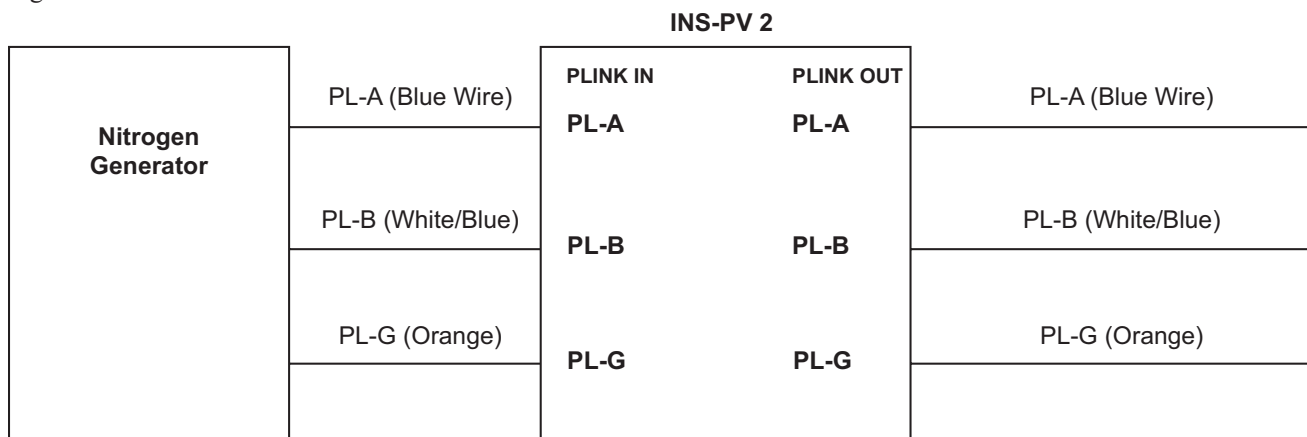 INS-PV 2
Nitrogen
Generator
PL-A (Blue Wire)
PL-B (White/Blue)
PL-G (Orange)
PLINK IN
PLINK OUT
PL-A
PL-A
PL-B
PL-B
PL-G
PL-G
PL-A (Blue Wire)
PL-B (White/Blue)
PL-G (Orange)